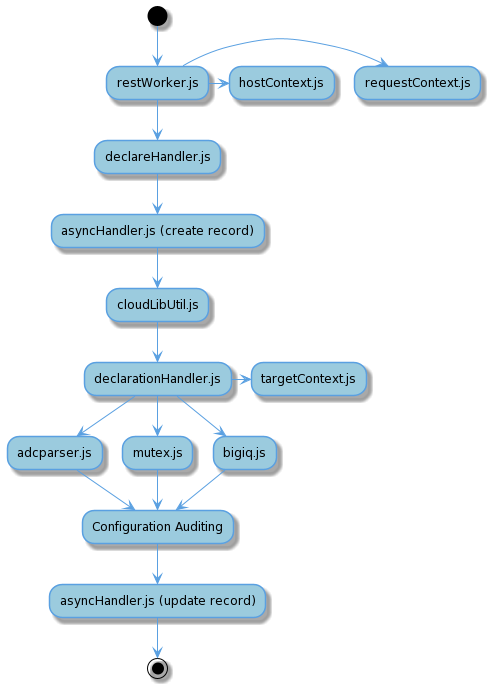 restWorker.js
hostContext.js
requestContext.js
declareHandler.js
asyncHandler.js (create record)
cloudLibUtil.js
declarationHandler.js
targetContext.js
adcparser.js
mutex.js
bigiq.js
Configuration Auditing
asyncHandler.js (update record)